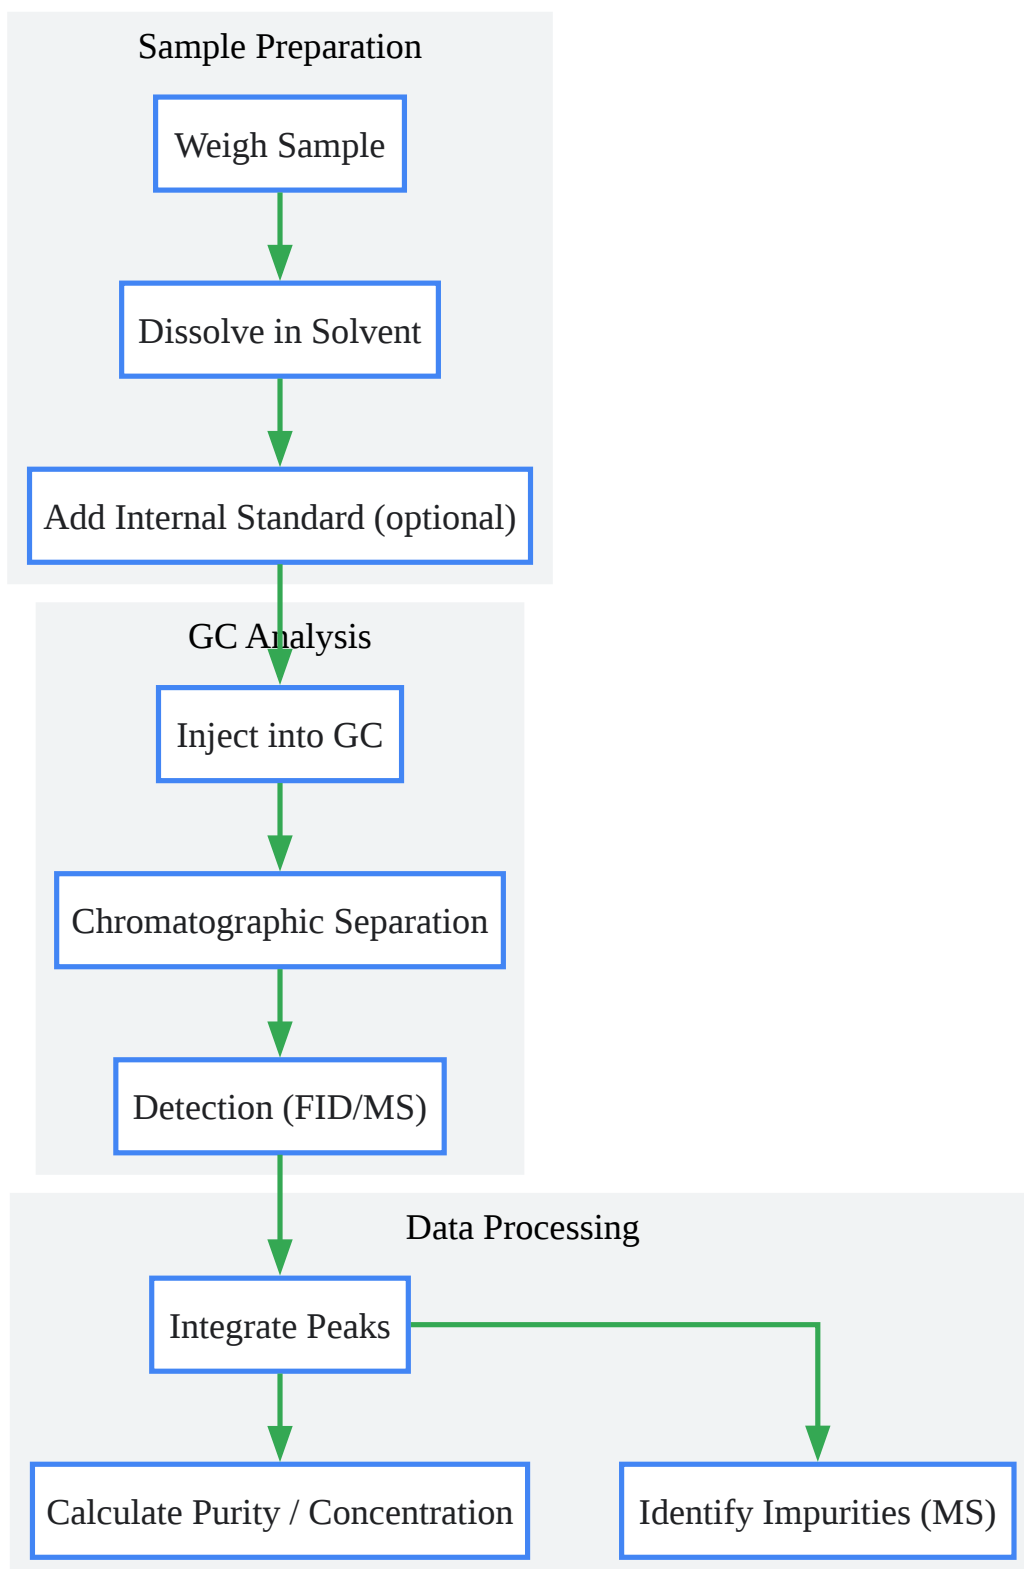 Sample Preparation
Weigh Sample
Dissolve in Solvent
Add Internal Standard (optional)
GC Analysis
Inject into GC
Chromatographic Separation
Detection (FID/MS)
Data Processing
Integrate Peaks
Calculate Purity / Concentration
Identify Impurities (MS)